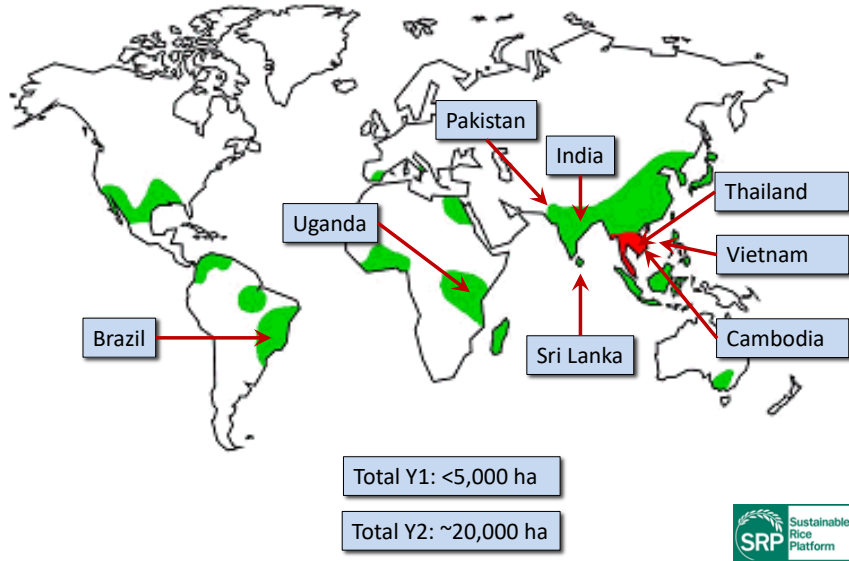 Pakistan
India
Thailand
Uganda
Vietnam
Brazil
Sri Lanka
Cambodia
Total Y1: <5,000 ha
Total Y2: ~20,000 ha
SRP
Sustainable
Rice
Platform